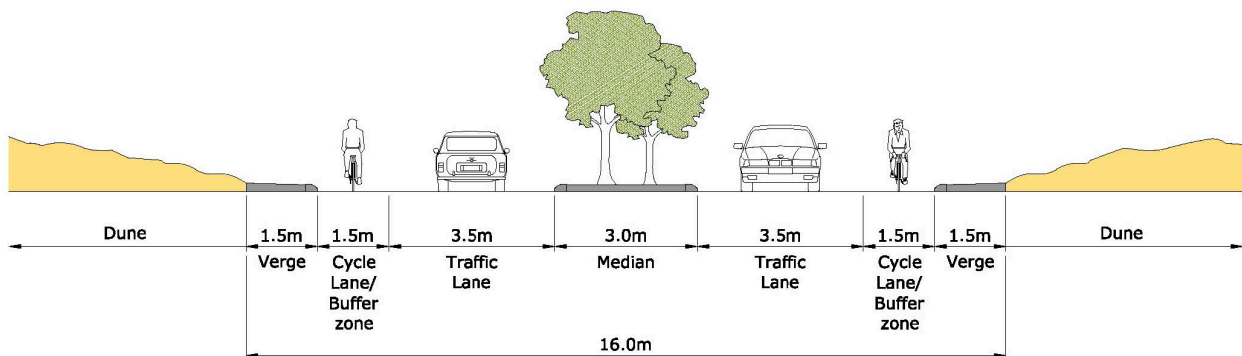 Dune
1.5m
1.5m
3.5m
3.0m
3.5m
1.5m
1.5m
Dune
Verge
Cycle
Lane/
Buffer
zone
Traffic
Lane
Median
Traffic
Lane
Cycle
Lane/
Buffer
zone
Verge
16.0m